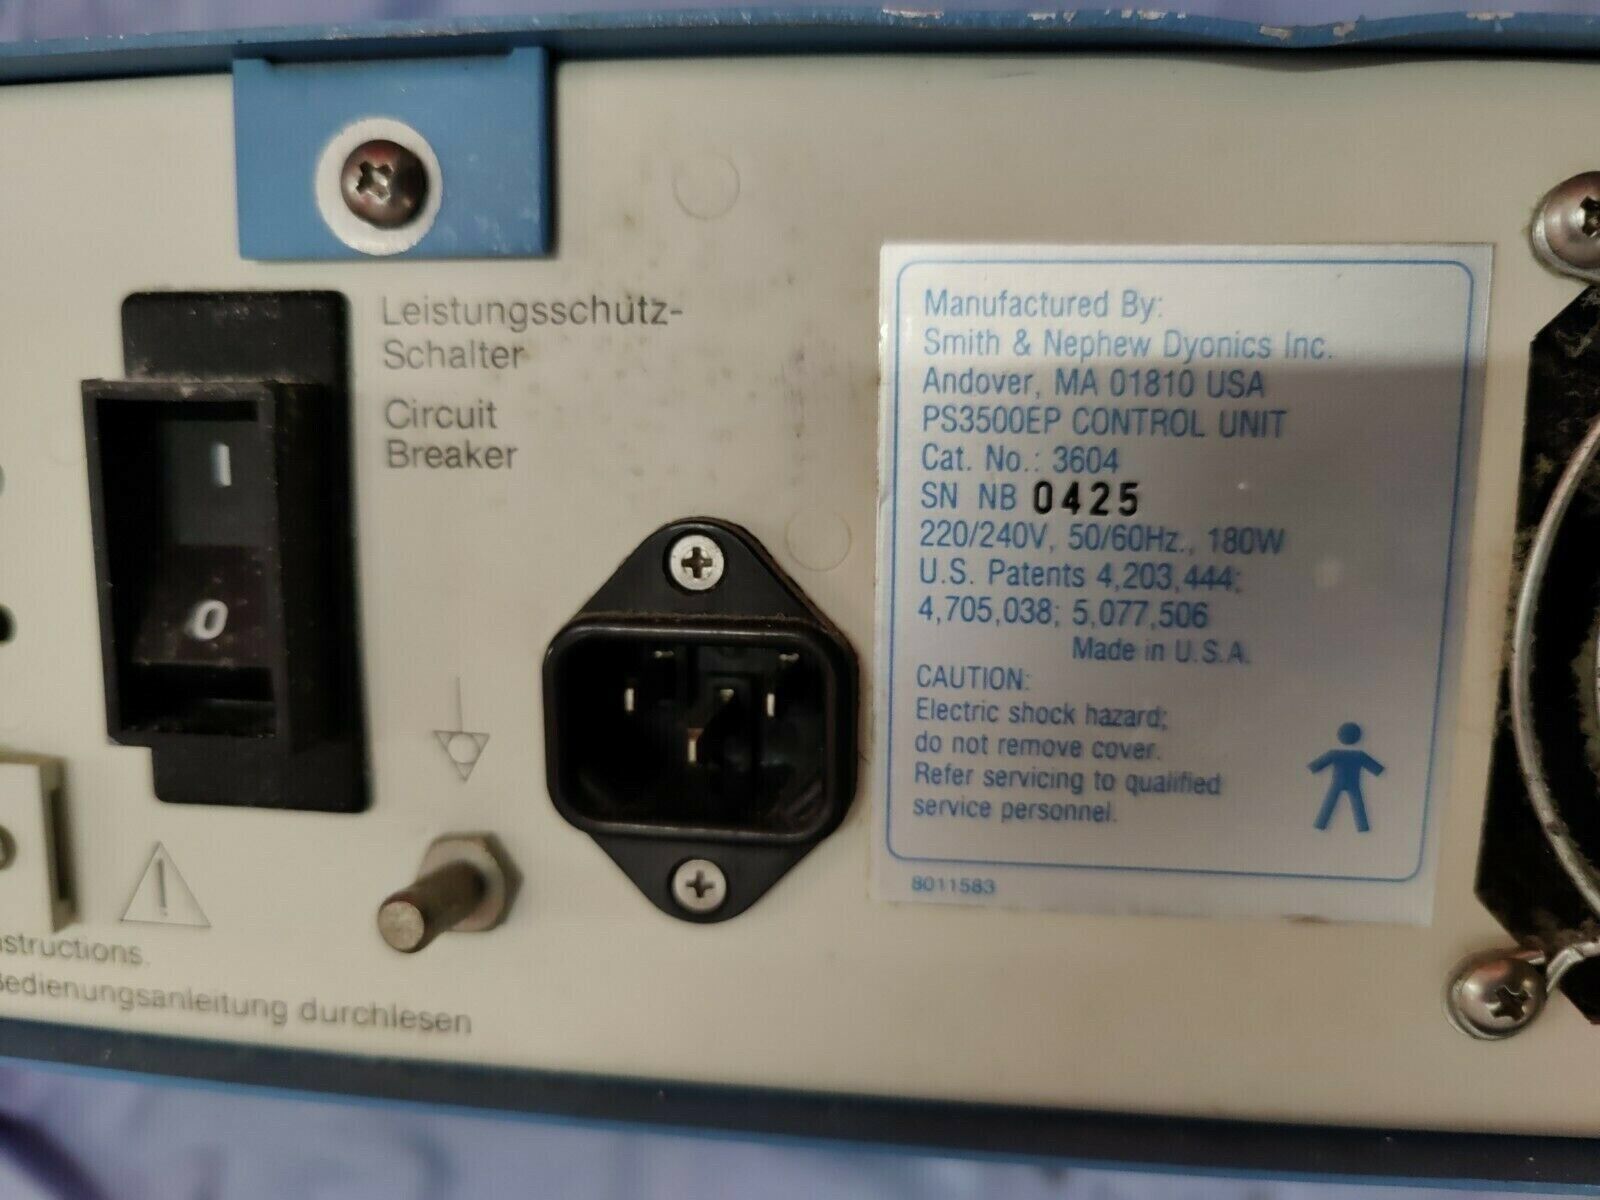 Leistungsschutz-
Schalter
Circuit
Breaker
I
O
Manufactured By:
Smith & Nephew Dyonics Inc.
Andover, MA 01810 USA
PS3500EP CONTROL UNIT
Cat. No.: 3604
SN NB 0425
220/240V, 50/60Hz., 180W
U.S. Patents 4,203,444;
4,705,038; 5,077,506
Made in U.S.A.
CAUTION:
Electric shock hazard;
do not remove cover.
Refer servicing to qualified
service personnel.
8011583
nstructions.
Bedienungsanleitung durchlesen